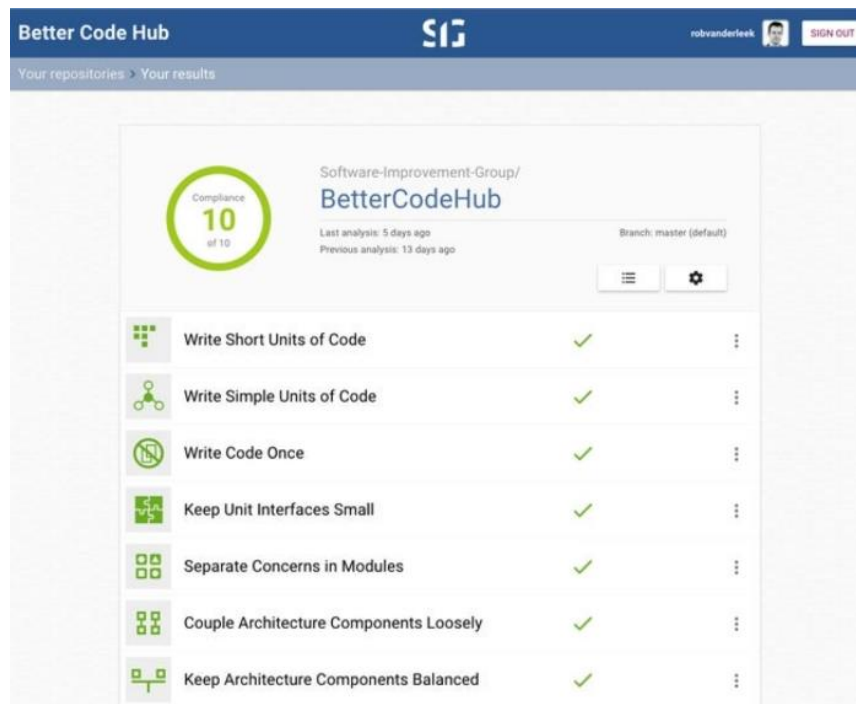 Better Code Hub
SIG
robvanderleek
SIGN OUT
Your repositories > Your results
Compliance
10
of 10
Software-Improvement-Group/
BetterCodeHub
Last analysis: 5 days ago
Branch: master (default)
Previous analysis: 13 days ago
Write Short Units of Code
Write Simple Units of Code
Write Code Once
Keep Unit Interfaces Small
Separate Concerns in Modules
Couple Architecture Components Loosely
Keep Architecture Components Balanced